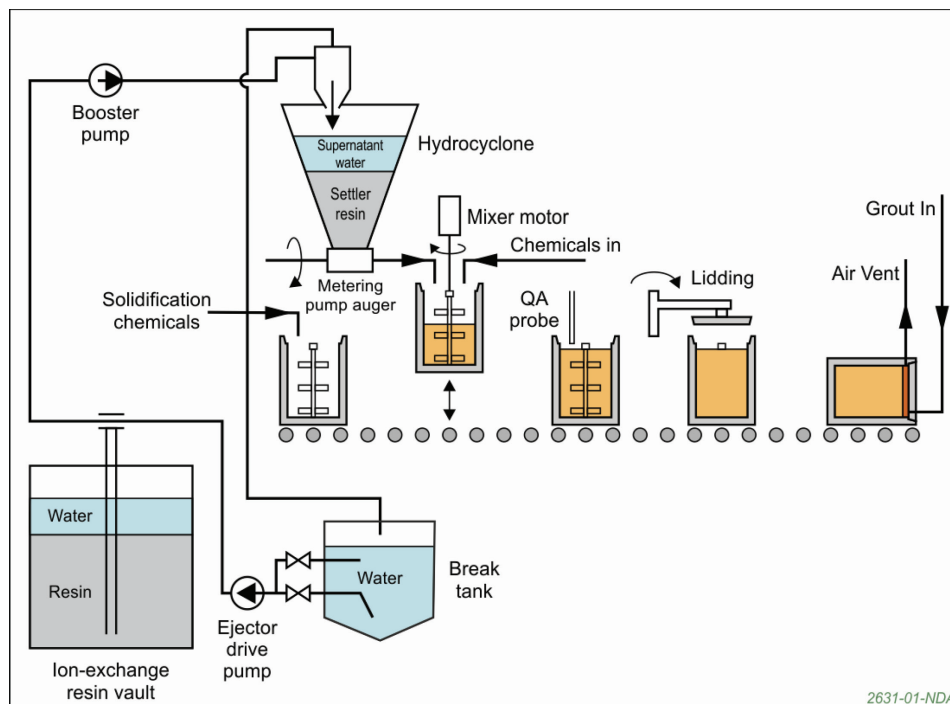 Booster
pump
Supernatant
water
Hydrocyclone
Settler
resin
Mixer motor
Chemicals in
Metering
pump auger
Solidification
chemicals
QA
probe
Lidding
Air Vent
Grout In
Water
Resin
Ion-exchange
resin vault
Ejector
drive
pump
Water
Break
tank
2631-01-NDA